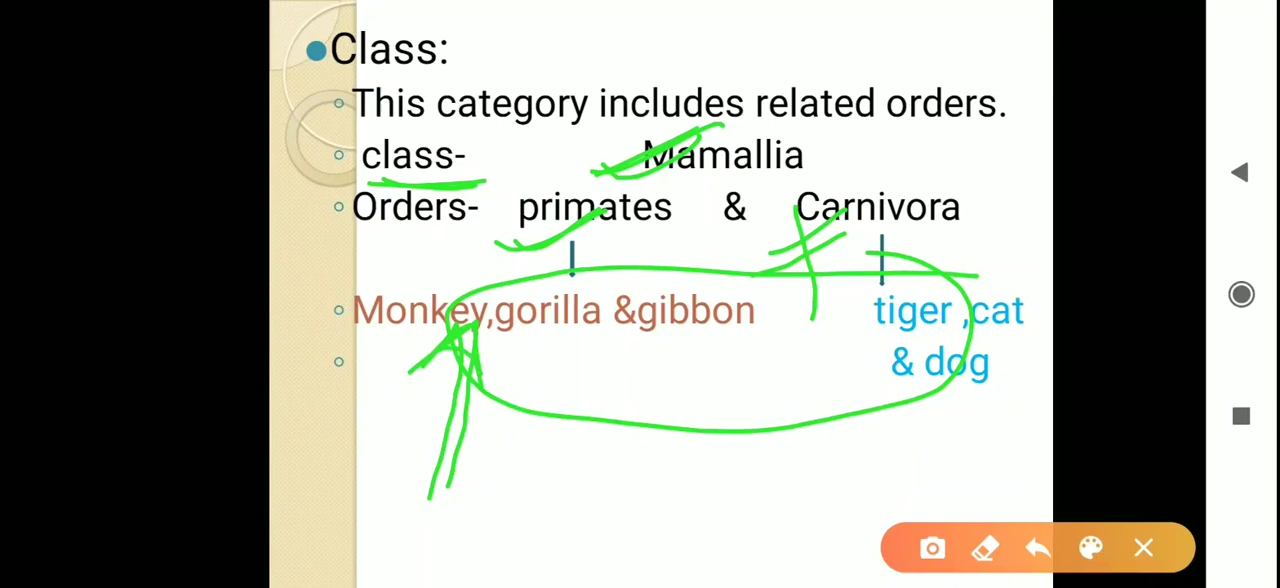 Class:
This category includes related orders.
class- Mamallia
Orders- primates & Carnivora
Monkey,gorilla &gibbon tiger ,cat
& dog